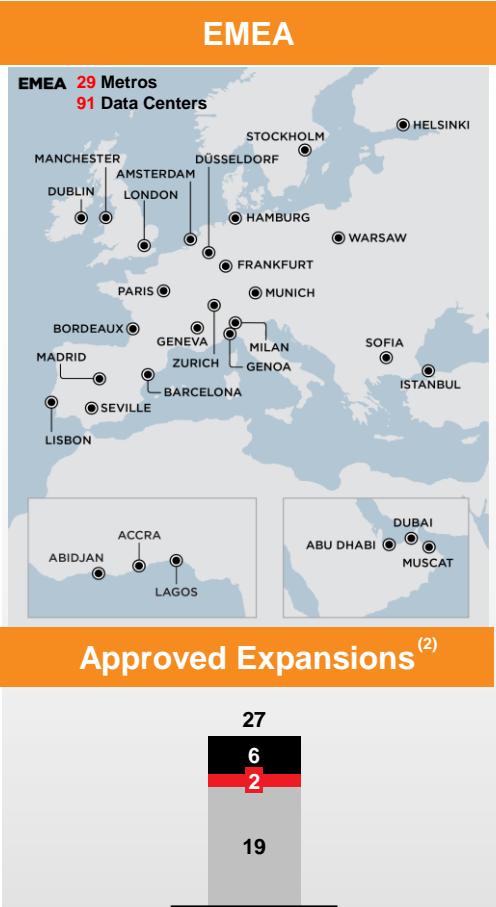 EMEA
EMEA 29 Metros
91 Data Centers
HELSINKI
STOCKHOLM
MANCHESTER
DÜSSELDORF
AMSTERDAM
DUBLIN
LONDON
HAMBURG
WARSAW
FRANKFURT
PARIS
MUNICH
BORDEAUX
GENEVA
MILAN
SOFIA
MADRID
ZURICH
GENOA
ISTANBUL
BARCELONA
SEVILLE
LISBON
ACCRA
ABIDJAN
LAGOS
DUBAI
ABU DHABI
MUSCAT
Approved Expansions(2)
27
6
2
19